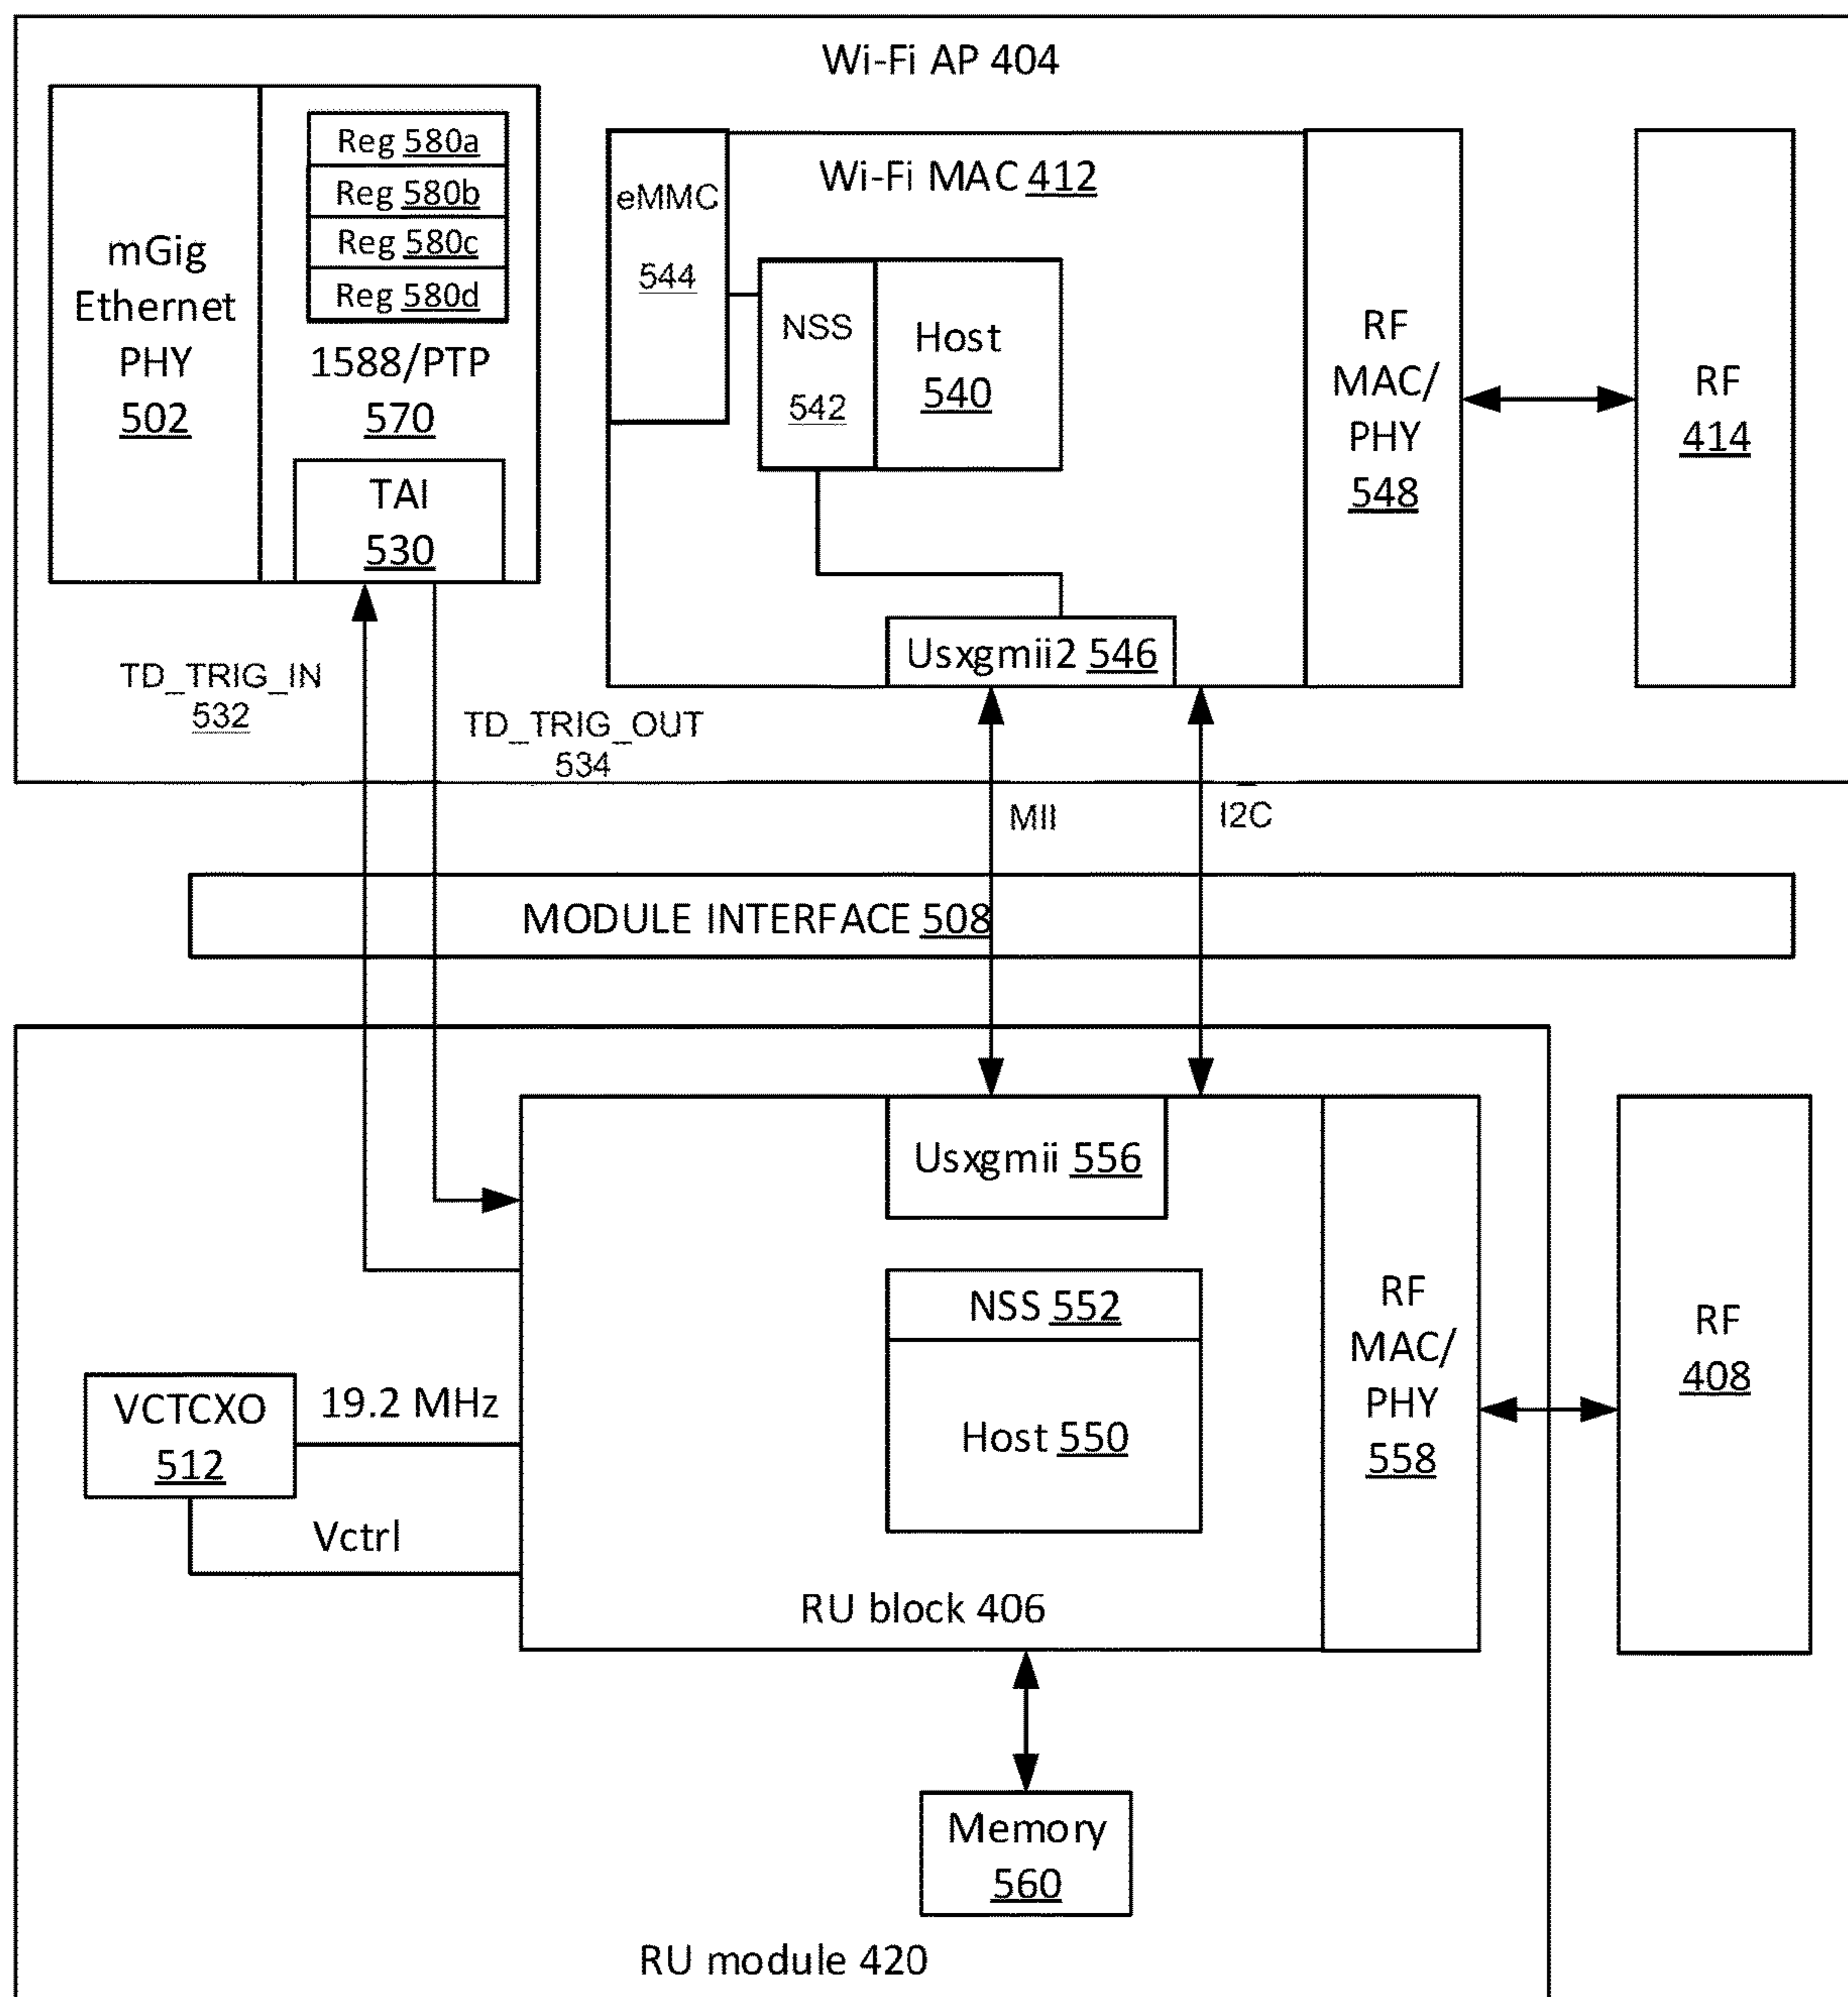 Wi-Fi AP 404
mGig
Ethernet
PHY
502
Reg 580a
Reg 580b
Reg 580c
Reg 580d
1588/PTP
570
TAI
530
eMMC
544
Wi-Fi MAC 412
NSS
542
Host
540
Usxgmii2 546
RF
MAC/
PHY
548
RF
414
TD_TRIG_IN
532
TD_TRIG_OUT
534
MII
I2C
MODULE INTERFACE 508
Usxgmii 556
NSS 552
Host 550
RF
MAC/
PHY
558
RF
408
VCTCXO
512
19.2 MHz
Vctrl
RU block 406
Memory
560
RU module 420